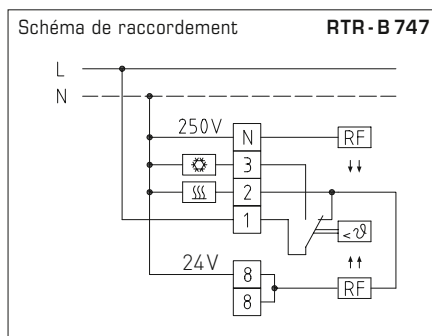 Schéma de raccordement RTR-B 747
L
N
250V N RF
3
2
1 <ϑ
24V 8
8 RF